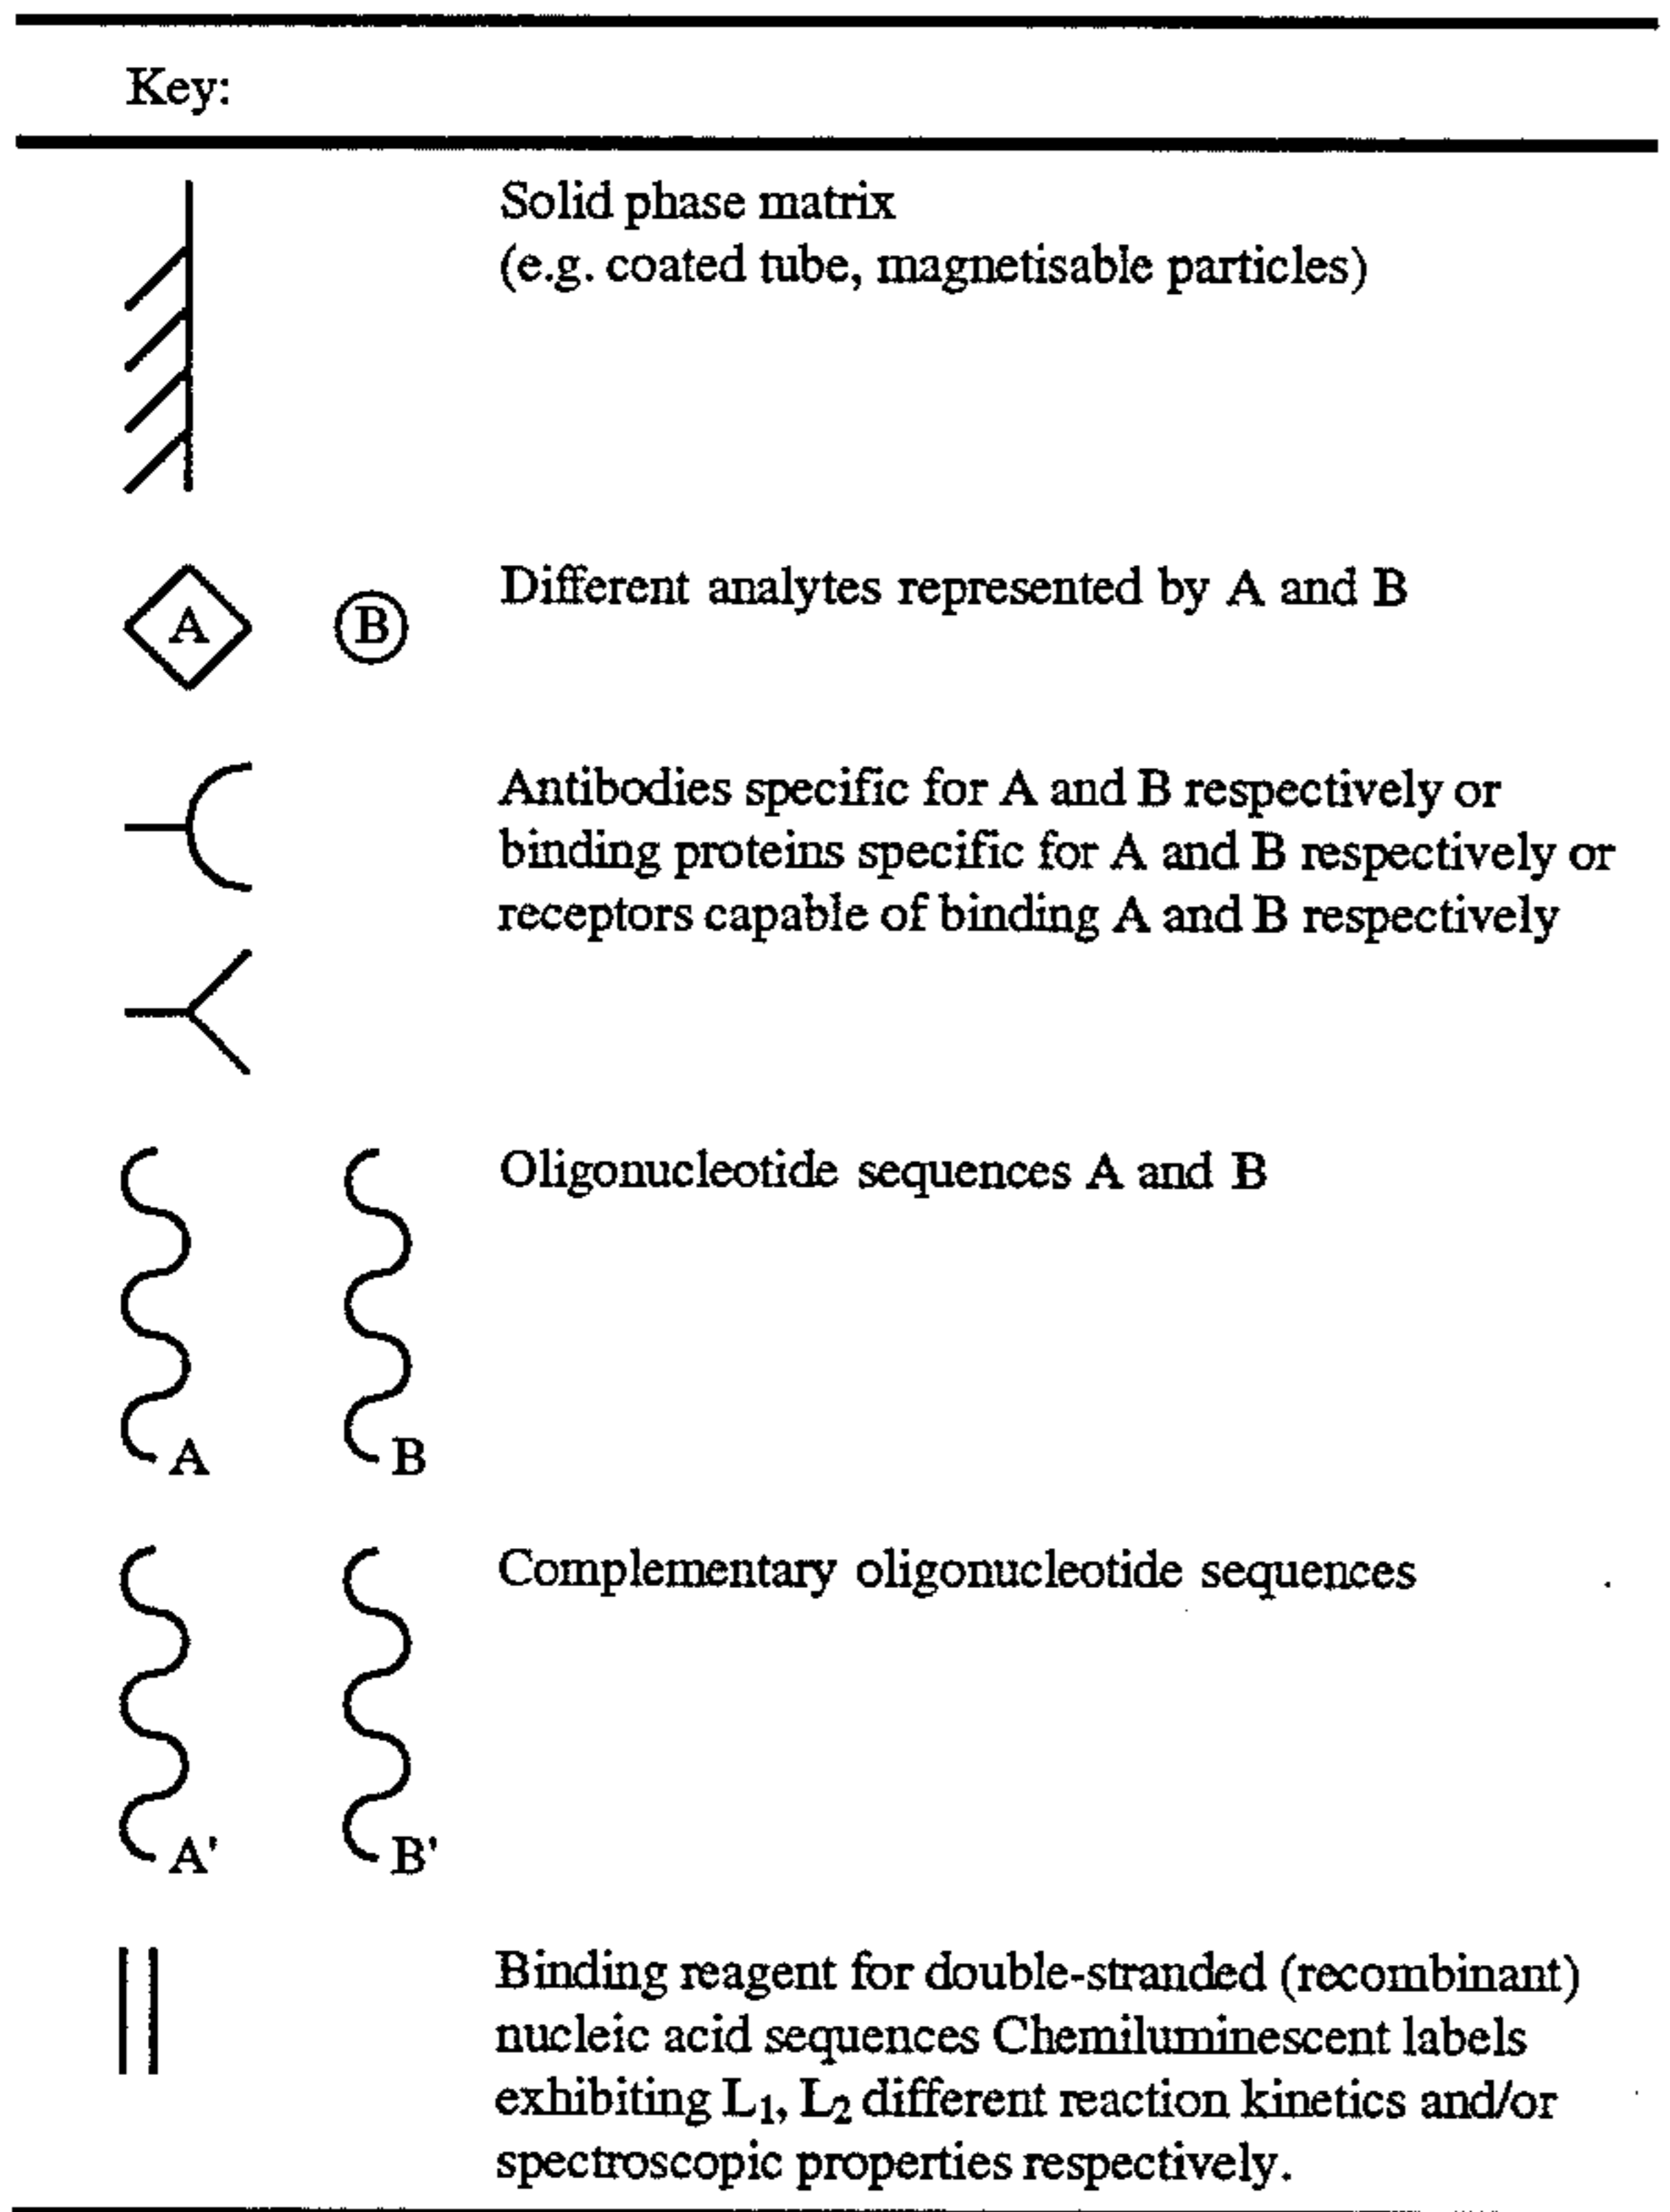 Key:
Solid phase matrix
(e.g. coated tube, magnetisable particles)
A B Different analytes represented by A and B
Antibodies specific for A and B respectively or
binding proteins specific for A and B respectively or
receptors capable of binding A and B respectively
Oligonucleotide sequences A and B
A B
Complementary oligonucleotide sequences
A' B'
Binding reagent for double-stranded (recombinant)
nucleic acid sequences Chemiluminescent labels
exhibiting L₁, L₂ different reaction kinetics and/or
spectroscopic properties respectively.